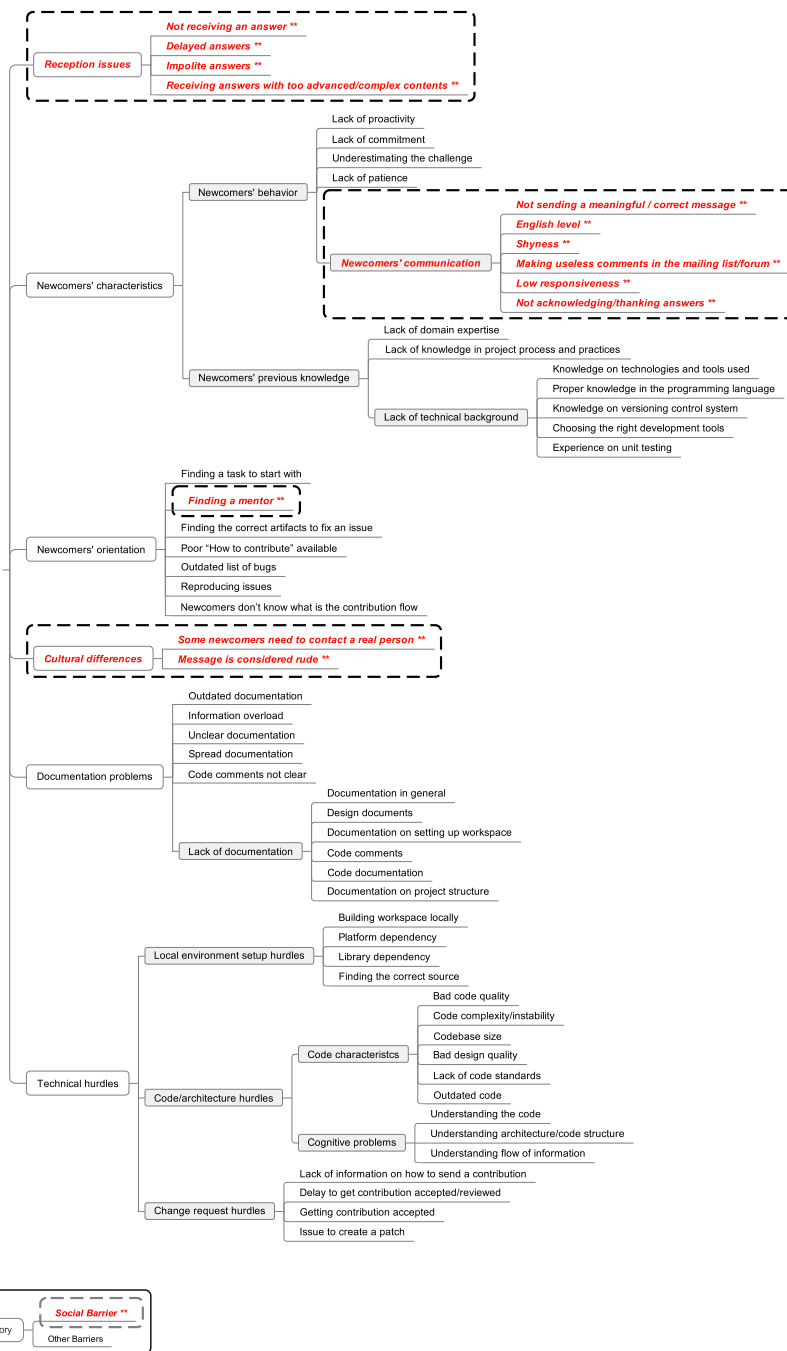 Not receiving an answer **
Delayed answers **
Reception issues
Impolite answers **
Receiving answers with too advanced/complex contents **
Lack of proactivity
Lack of commitment
Underestimating the challenge
Lack of patience
Newcomers' behavior
Not sending a meaningful / correct message **
English level **
Shyness **
Newcomers' communication
Making useless comments in the mailing list/forum **
Low responsiveness **
Not acknowledging/thanking answers **
Newcomers' characteristics
Lack of domain expertise
Lack of knowledge in project process and practices
Newcomers' previous knowledge
Knowledge on technologies and tools used
Proper knowledge in the programming language
Lack of technical background
Knowledge on versioning control system
Choosing the right development tools
Experience on unit testing
Finding a task to start with
Finding a mentor **
Finding the correct artifacts to fix an issue
Newcomers' orientation
Poor “How to contribute” available
Outdated list of bugs
Reproducing issues
Newcomers don’t know what is the contribution flow
Some newcomers need to contact a real person **
Cultural differences
Message is considered rude **
Outdated documentation
Information overload
Unclear documentation
Spread documentation
Documentation problems
Code comments not clear
Documentation in general
Design documents
Documentation on setting up workspace
Lack of documentation
Code comments
Code documentation
Documentation on project structure
Building workspace locally
Platform dependency
Local environment setup hurdles
Library dependency
Finding the correct source
Bad code quality
Code complexity/instability
Codebase size
Code characteristcs
Bad design quality
Lack of code standards
Outdated code
Technical hurdles
Code/architecture hurdles
Understanding the code
Understanding architecture/code structure
Cognitive problems
Understanding flow of information
Lack of information on how to send a contribution
Delay to get contribution accepted/reviewed
Change request hurdles
Getting contribution accepted
Issue to create a patch
Social Barrier **
ory
Other Barriers